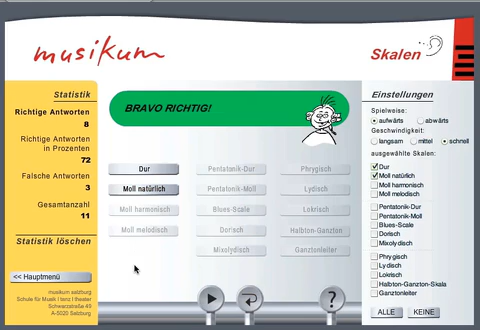 musikum
Skalen
Statistik
Richtige Antworten
8
Richtige Antworten
in Prozenten
72
Falsche Antworten
3
Gesamtanzahl
11
Statistik löschen
<< Hauptmenü
musikum salzburg
Schule für Musik / tanz / theater
Schwarzstraße 49
A-5020 Salzburg
BRAVO RICHTIG!
Dur
Pentatanik-Dur
Phrygisch
Moll natürlich
Pentatonik-Moll
Lydisch
Moll harmonisch
Blues-Scale
Lokrisch
Moll melodisch
Dorisch
Halbton-Ganzton
Mixolydisch
Ganztonleiter
?
Einstellungen
Spielweise:
aufwärts
abwärts
Geschwindigkeit:
langsam
mittel
schnell
ausgewählte Skalen:
Dur
Moll natürlich
Moll harmonisch
Moll melodisch
Pentatonik-Dur
Pentatonik-Moll
Blues-Scale
Dorisch
Mixolydisch
Phrygisch
Lydisch
Lokrisch
Halbton-Ganzton-Skala
Ganztonleiter
ALLE
KEINE